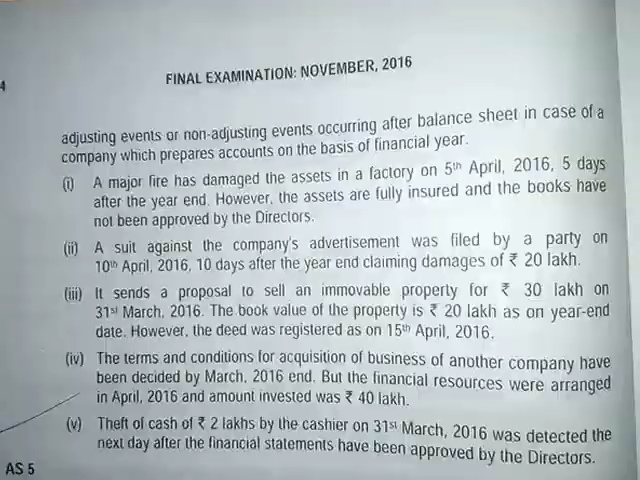 4
FINAL EXAMINATION: NOVEMBER, 2016
adjusting events or non-adjusting events occurring after balance sheet in case of a
company which prepares accounts on the basis of financial year.
(i) A major fire has damaged the assets in a factory on 5th April, 2016, 5 days
after the year end. However, the assets are fully insured and the books have
not been approved by the Directors.
(ii) A suit against the company's advertisement was filed by a party on
10th April, 2016, 10 days after the year end claiming damages of ₹ 20 lakh.
(iii) It sends a proposal to sell an immovable property for ₹ 30 lakh on
31st March, 2016. The book value of the property is ₹ 20 lakh as on year-end
date. However, the deed was registered as on 15th April, 2016.
(iv) The terms and conditions for acquisition of business of another company have
been decided by March, 2016 end. But the financial resources were arranged
in April, 2016 and amount invested was ₹ 40 lakh.
(v) Theft of cash of ₹ 2 lakhs by the cashier on 31st March, 2016 was detected the
next day after the financial statements have been approved by the Directors.
AS 5